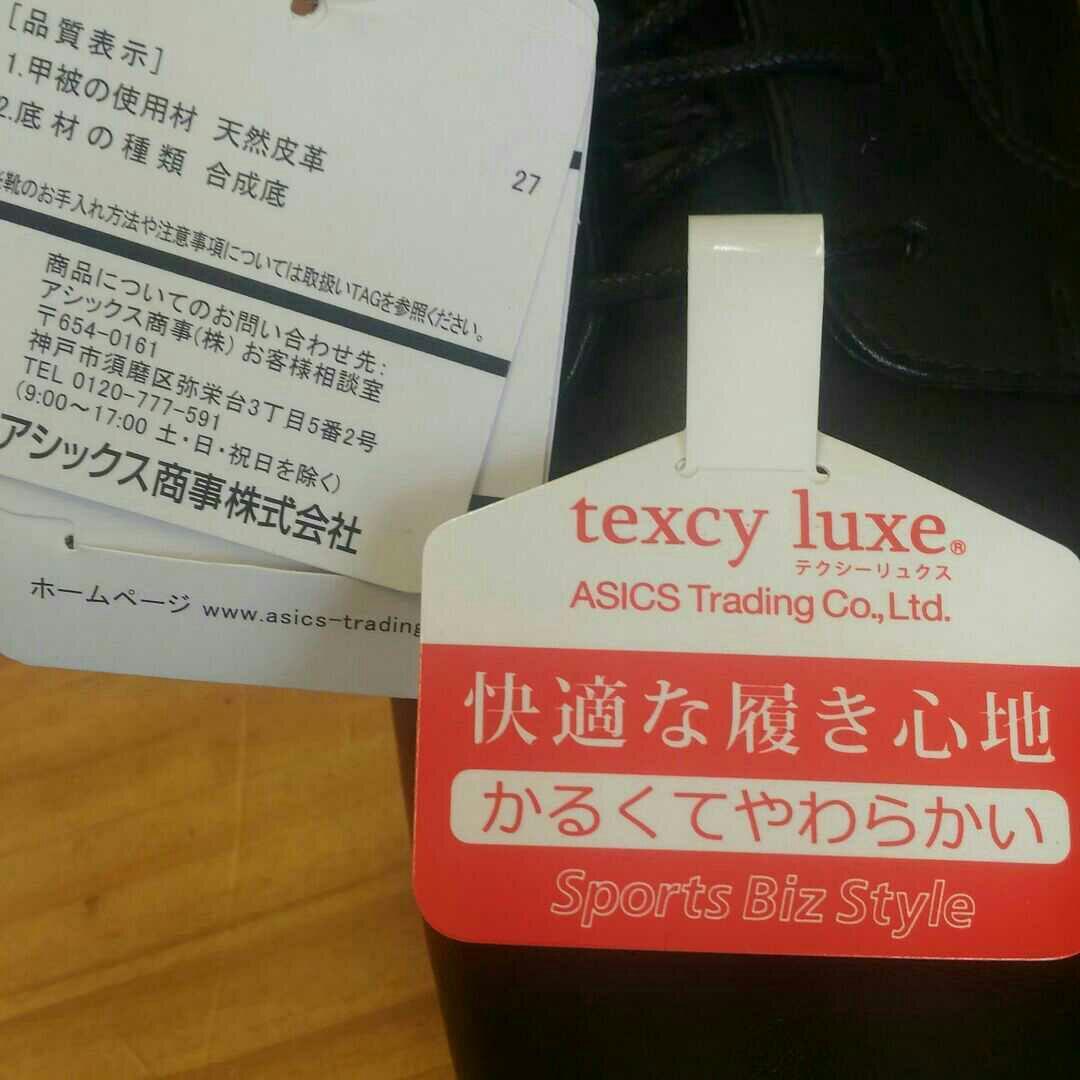 [品質表示]
1.甲被の使用材 天然皮革
2.底材の種類 合成底
27
靴のお手入れ方法や注意事項については取扱いTAGを参照ください。
商品についてのお問い合わせ先:
アシックス商事(株) お客様相談室
〒654-0161
神戸市須磨区弥栄台3丁目5番2号
TEL 0120-777-591
(9:00〜17:00 土・日・祝日を除く)
アシックス商事株式会社
ホームページ www.asics-trading
texcy luxe®
テクシーリュクス
ASICS Trading Co.,Ltd.
快適な履き心地
かるくてやわらかい
Sports Biz Style